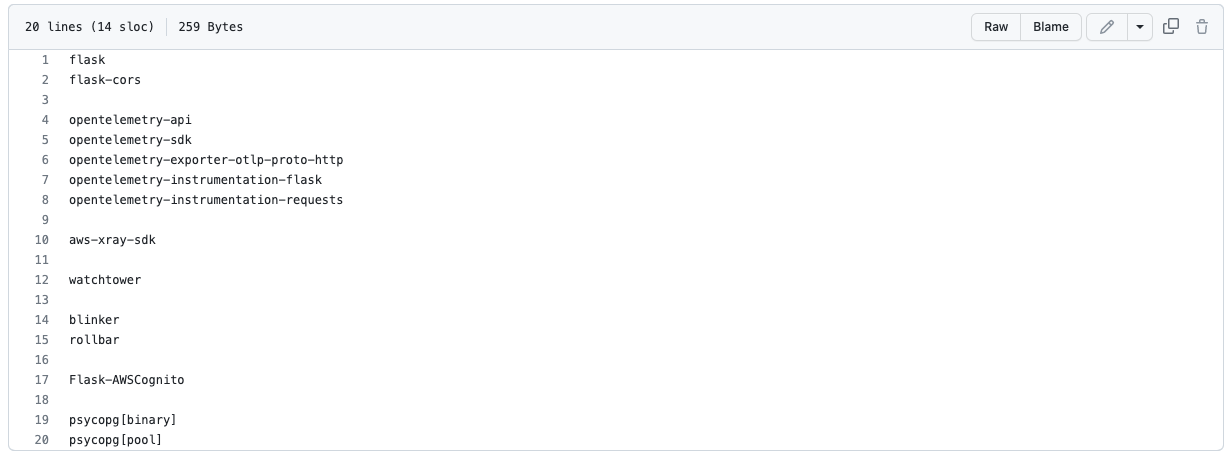 20 lines (14 sloc) 259 Bytes Raw Blame
1 flask
2 flask-cors
3
4 opentelemetry-api
5 opentelemetry-sdk
6 opentelemetry-exporter-otlp-proto-http
7 opentelemetry-instrumentation-flask
8 opentelemetry-instrumentation-requests
9
10 aws-xray-sdk
11
12 watchtower
13
14 blinker
15 rollbar
16
17 Flask-AWSCognito
18
19 psycopg[binary]
20 psycopg[pool]